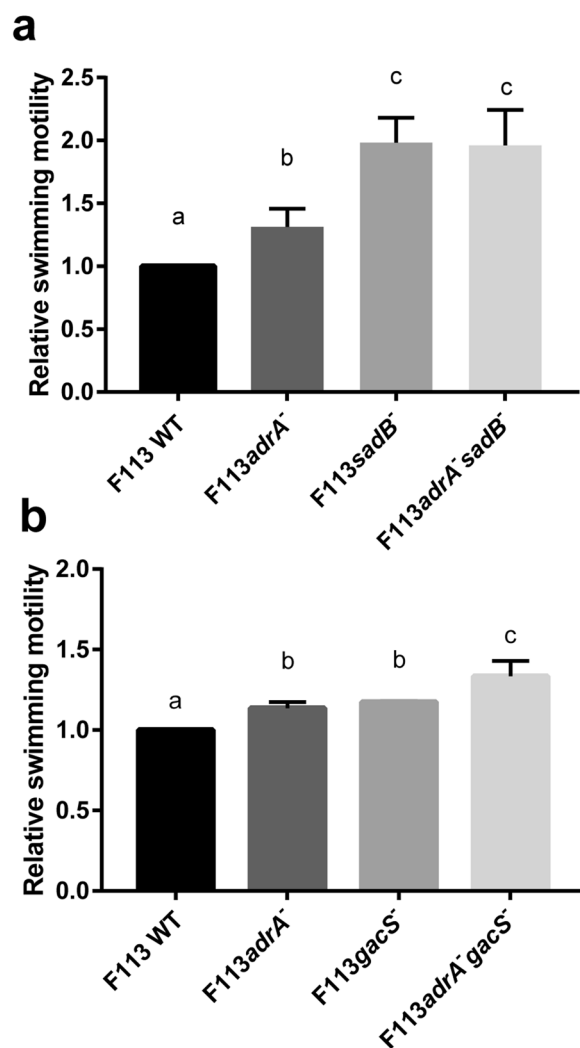 a
Relative swimming motility
2.5
2.0
1.5
1.0
0.5
0.0
a
b
c
c
F113 WT
F113adrA-
F113sadB-
F113adrA-sadB-
b
Relative swimming motility
2.0
1.5
1.0
0.5
0.0
a
b
b
c
F113 WT
F113adrA-
F113gacS-
F113adrA-gacS-